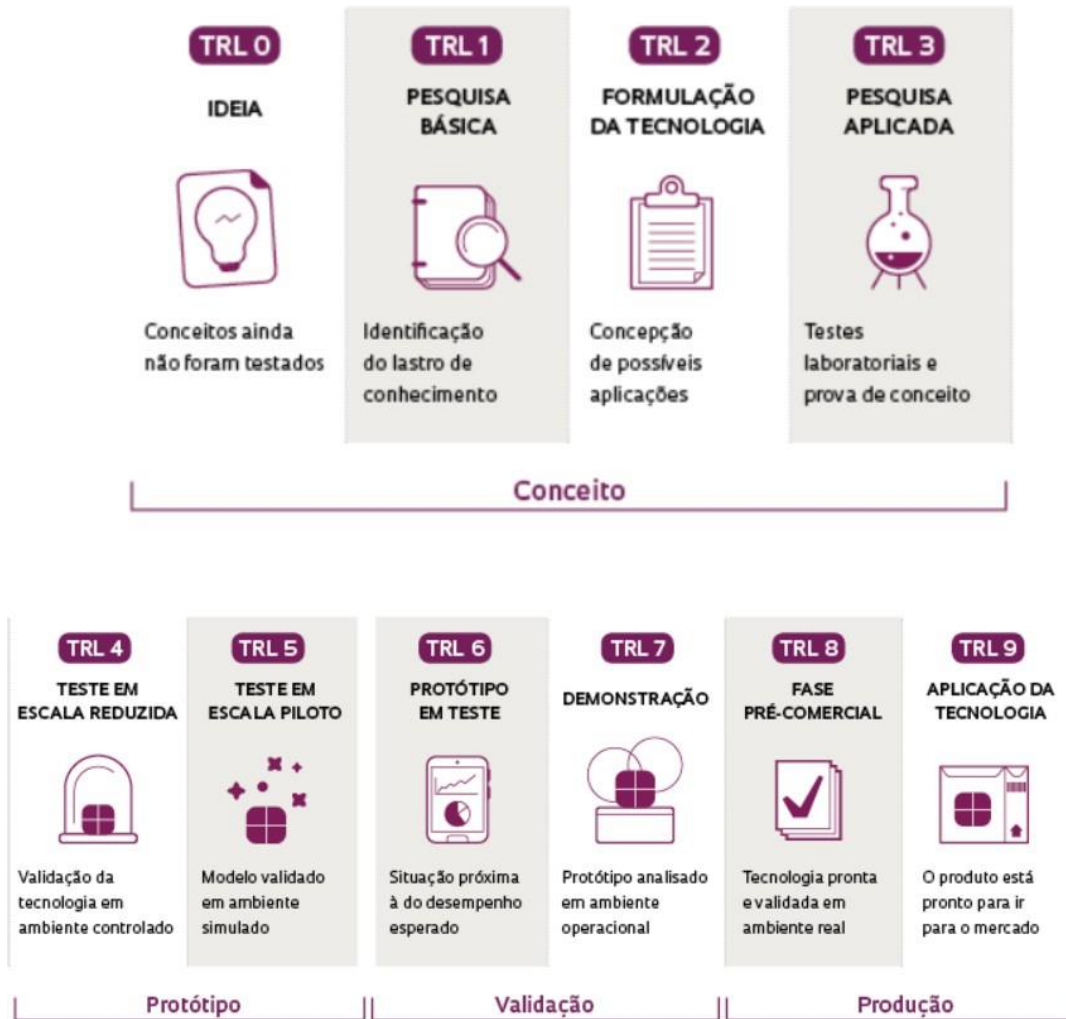 TRL 0
IDEIA
Conceitos ainda
não foram testados
TRL 1
PESQUISA
BÁSICA
Identificação
do lastro de
conhecimento
TRL 2
FORMULAÇÃO
DA TECNOLOGIA
Concepção
de possíveis
aplicações
TRL 3
PESQUISA
APLICADA
Testes
laboratoriais e
prova de conceito
Conceito
TRL 4
TESTE EM
ESCALA REDUZIDA
Validação da
tecnologia em
ambiente controlado
TRL 5
TESTE EM
ESCALA PILOTO
Modelo validado
em ambiente
simulado
TRL 6
PROTÓTIPO
EM TESTE
Situação próxima
à do desempenho
esperado
TRL 7
DEMONSTRAÇÃO
Protótipo analisado
em ambiente
operacional
TRL 8
FASE
PRÉ-COMERCIAL
Tecnologia pronta
e validada em
ambiente real
TRL 9
APLICAÇÃO DA
TECNOLOGIA
O produto está
pronto para ir
para o mercado
Protótipo
Validação
Produção